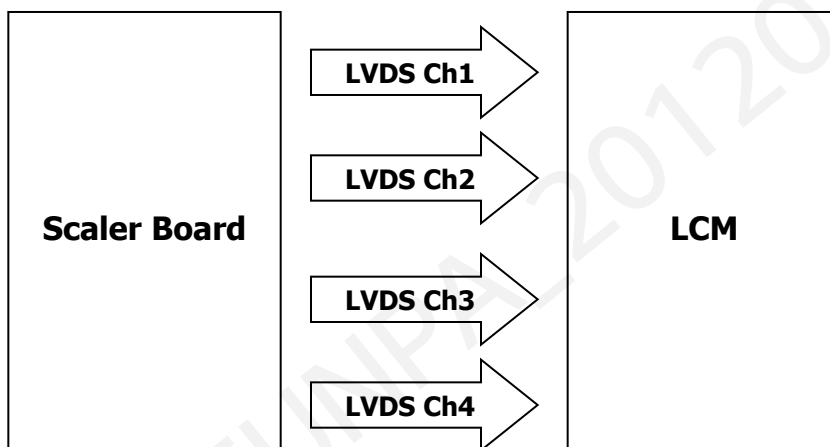 LVDS Ch1
LVDS Ch2
Scaler Board
LCM
LVDS Ch3
LVDS Ch4